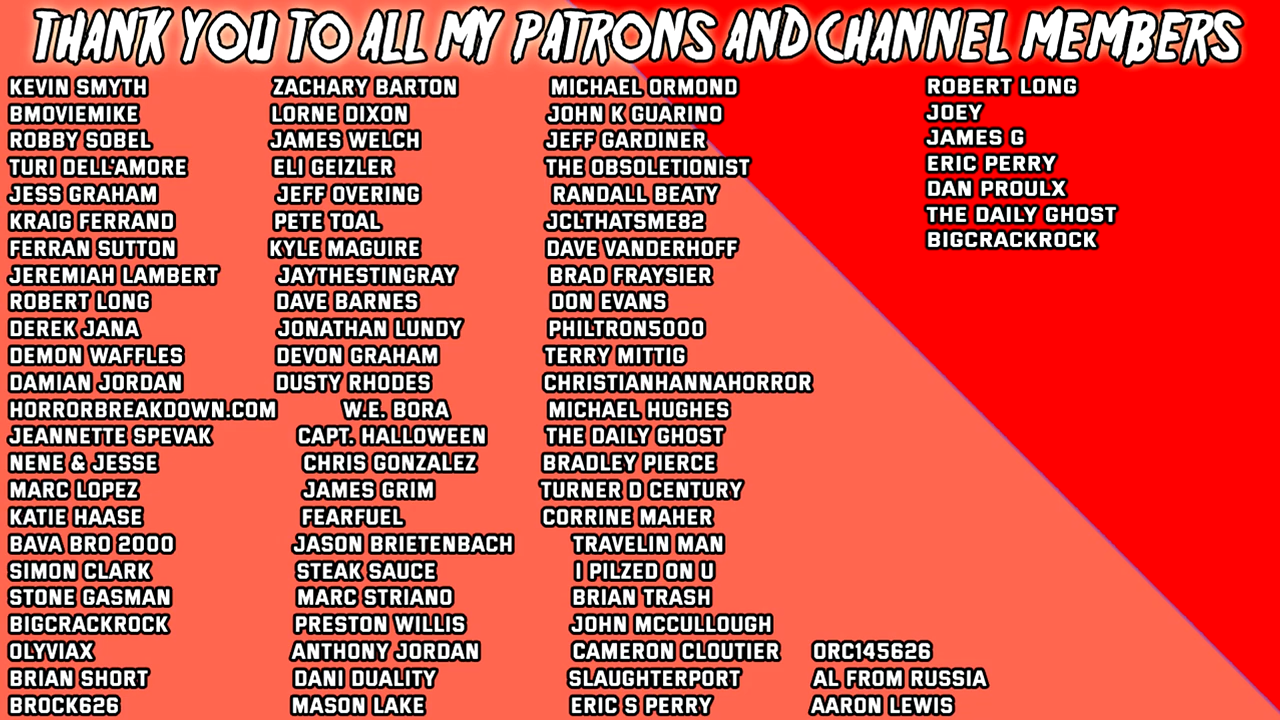 THANK YOU TO ALL MY PATRONS AND CHANNEL MEMBERS
KEVIN SMYTH
BMOVIEMIKE
ROBBY SOBEL
TURI DELL'AMORE
JESS GRAHAM
KRAIG FERRAND
FERRAN SUTTON
JEREMIAH LAMBERT
ROBERT LONG
DEREK JANA
DEMON WAFFLES
DAMIAN JORDAN
HORRORBREAKDOWN.COM
JEANNETTE SPEVAK
NENE & JESSE
MARC LOPEZ
KATIE HAASE
BAVA BRO 2000
SIMON CLARK
STONE GASMAN
BIGCRACKROCK
OLYVIAX
BRIAN SHORT
BROCK626
ZACHARY BARTON
LORNE DIXON
JAMES WELCH
ELI GEIZLER
JEFF OVERING
PETE TOAL
KYLE MAGUIRE
JAYTHESTINGRAY
DAVE BARNES
JONATHAN LUNDY
DEVON GRAHAM
DUSTY RHODES
W.E. BORA
CAPT. HALLOWEEN
CHRIS GONZALEZ
JAMES GRIM
FEARFUEL
JASON BRIETENBACH
STEAK SAUCE
MARC STRIANO
PRESTON WILLIS
ANTHONY JORDAN
DANI DUALITY
MASON LAKE
MICHAEL ORMOND
JOHN K GUARINO
JEFF GARDINER
THE OBSOLETIONIST
RANDALL BEATY
JCLTHATSME82
DAVE VANDERHOFF
BRAD FRAYSIER
DON EVANS
PHILTRON5000
TERRY MITTIG
CHRISTIANHANNAHORROR
MICHAEL HUGHES
THE DAILY GHOST
BRADLEY PIERCE
TURNER D CENTURY
CORRINE MAHER
TRAVELIN MAN
I PILZED ON U
BRIAN TRASH
JOHN MCCULLOUGH
CAMERON CLOUTIER
SLAUGHTERPORT
ERIC S PERRY
ORC145626
AL FROM RUSSIA
AARON LEWIS
ROBERT LONG
JOEY
JAMES G
ERIC PERRY
DAN PROULX
THE DAILY GHOST
BIGCRACKROCK